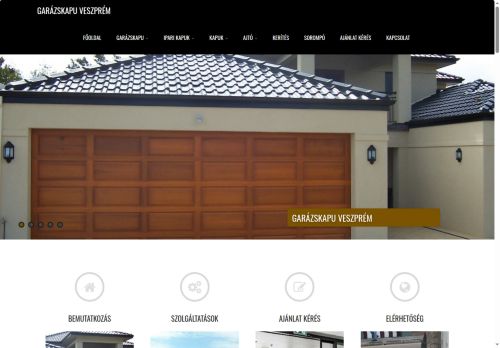 GARÁZSKAPU VESZPRÉM
FŐOLDAL GARÁZSKAPU IPARI KAPUK KAPUK AJTÓ KERÍTÉS SOROMPÓ AJÁNLAT KÉRÉS KAPCSOLAT
GARÁZSKAPU VESZPRÉM
BEMUTATKOZÁS SZOLGÁLTATÁSOK AJÁNLAT KÉRÉS ELÉRHETŐSÉG